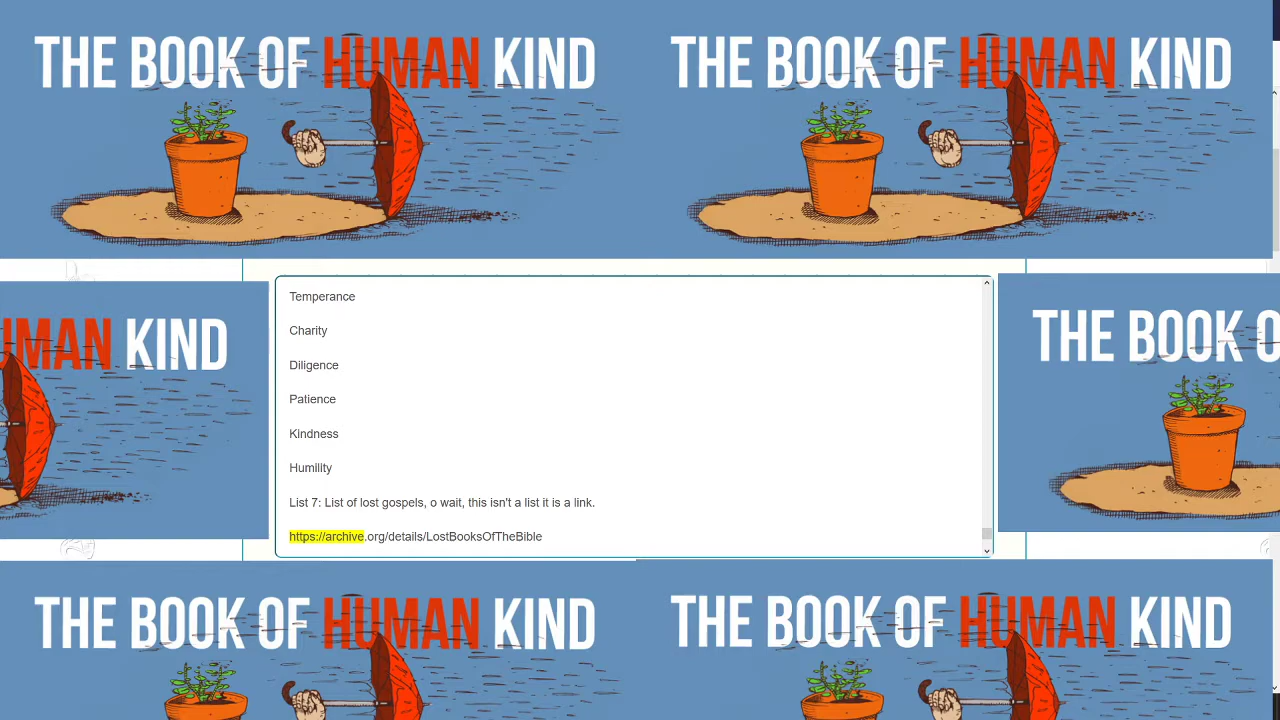 THE BOOK OF HUMAN KIND
THE BOOK OF HUMAN KIND
Temperance
Charity
UMAN KIND
THE BOOK O
Diligence
Patience
Kindness
Humility
List 7: List of lost gospels, o wait, this isn't a list it is a link.
https://archive.org/details/LostBooksOfTheBible
THE BOOK OF HUMAN KIND
THE BOOK OF HUMAN KIND